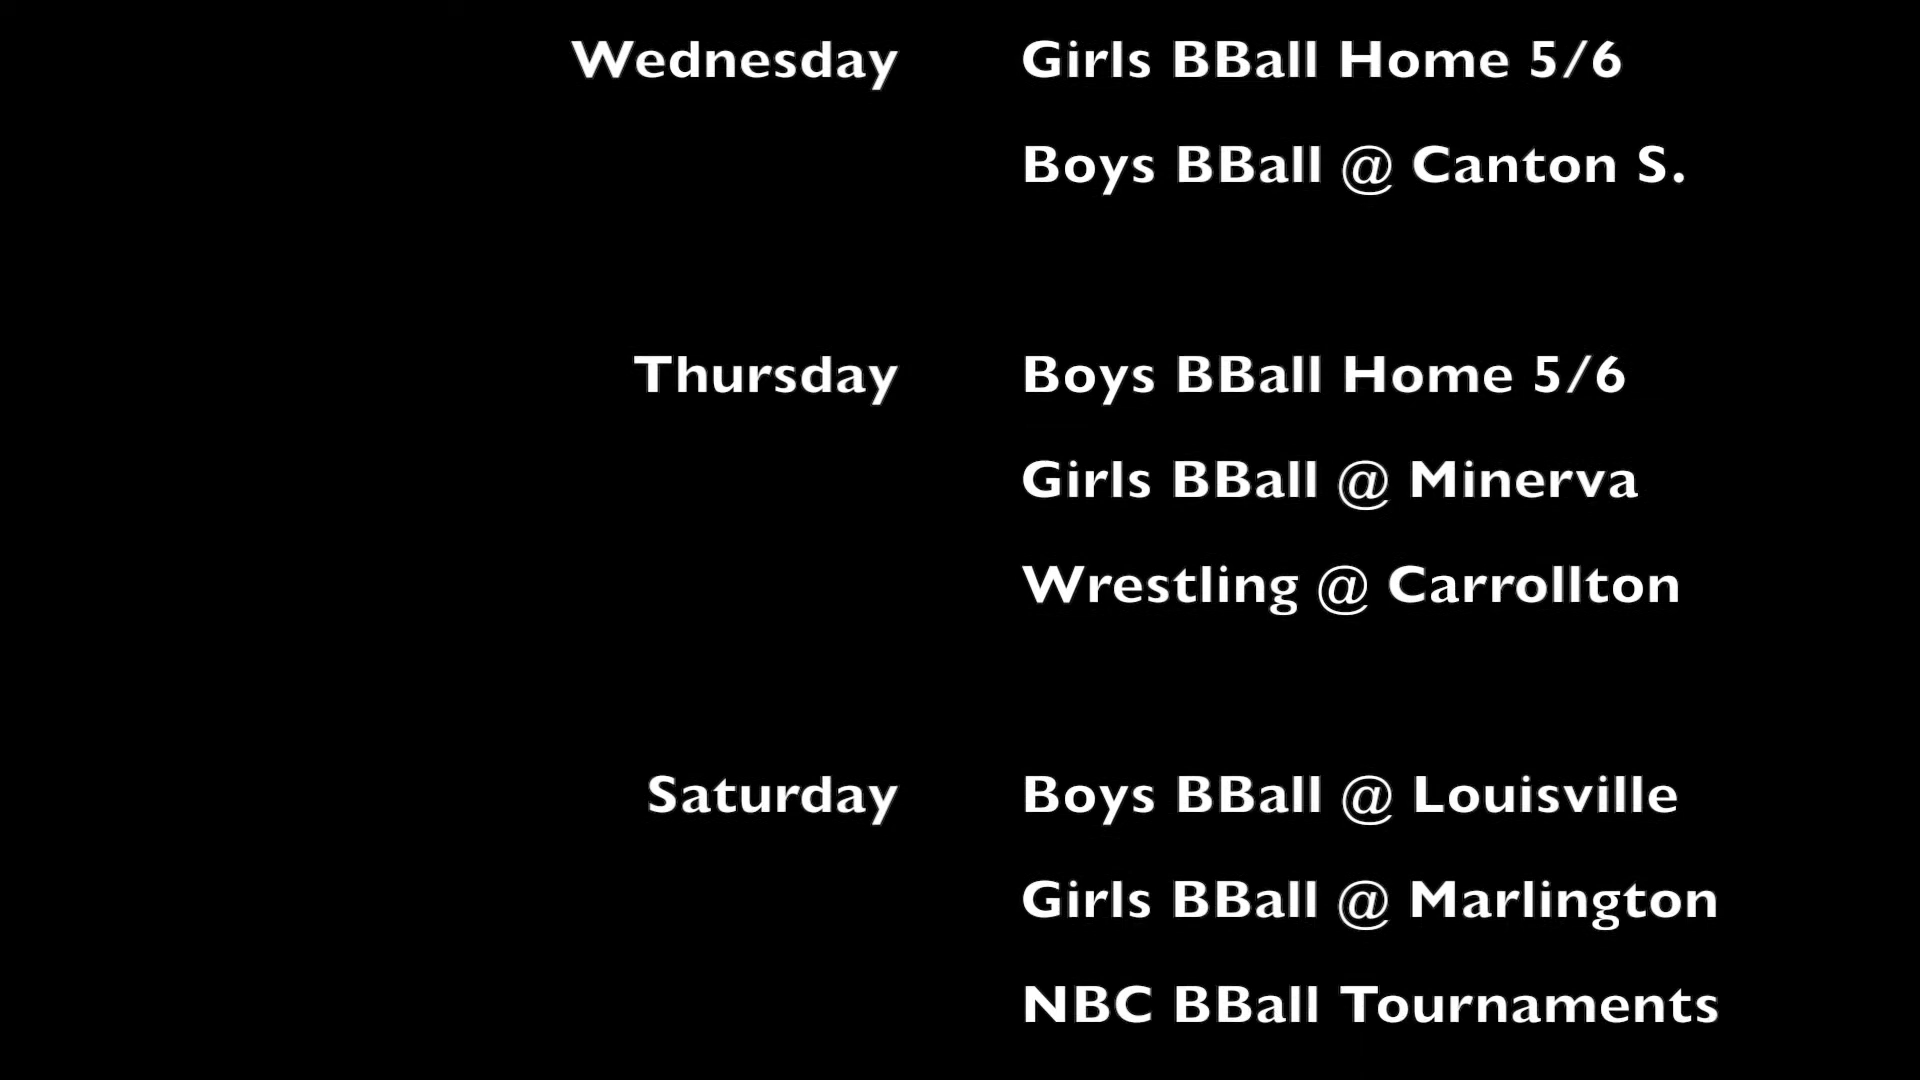 Wednesday Girls BBall Home 5/6
Boys BBall @ Canton S.
Thursday Boys BBall Home 5/6
Girls BBall @ Minerva
Wrestling @ Carrollton
Saturday Boys BBall @ Louisville
Girls BBall @ Marlington
NBC BBall Tournaments